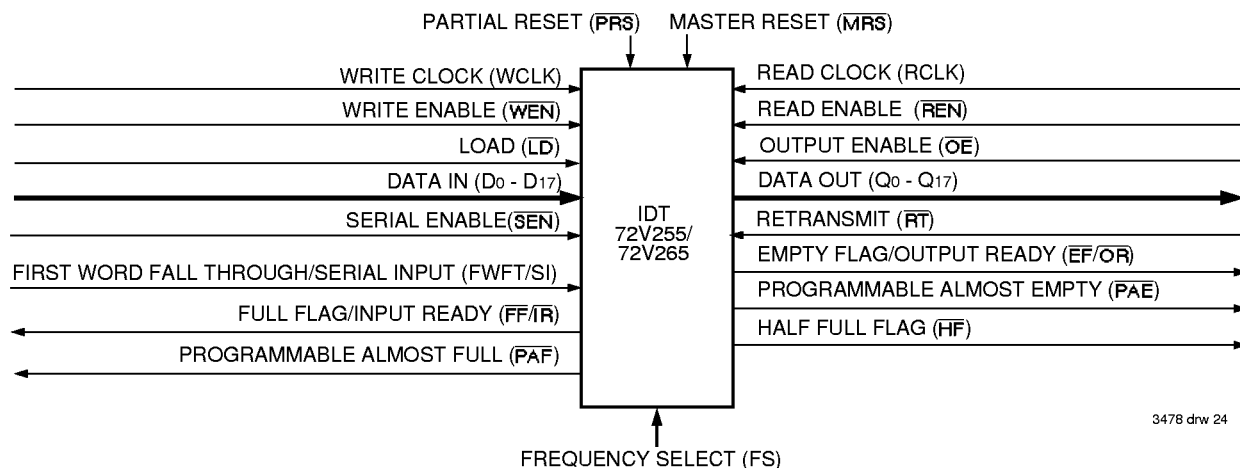 PARTIAL RESET (PRS)
MASTER RESET (MRS)
WRITE CLOCK (WCLK)
WRITE ENABLE (WEN)
LOAD (LD)
DATA IN (D0 - D17)
SERIAL ENABLE(SEN)
FIRST WORD FALL THROUGH/SERIAL INPUT (FWFT/SI)
FULL FLAG/INPUT READY (FF/IR)
PROGRAMMABLE ALMOST FULL (PAF)
IDT
72V255/
72V265
READ CLOCK (RCLK)
READ ENABLE (REN)
OUTPUT ENABLE (OE)
DATA OUT (Q0 - Q17)
RETRANSMIT (RT)
EMPTY FLAG/OUTPUT READY (EF/OR)
PROGRAMMABLE ALMOST EMPTY (PAE)
HALF FULL FLAG (HF)
3478 drw 24
FREQUENCY SELECT (FS)